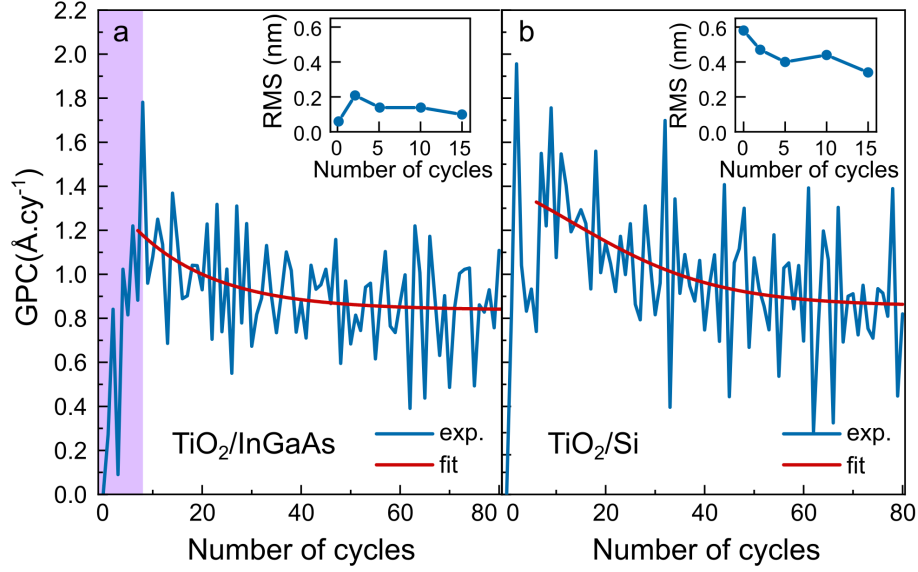 a
b
GPC(Å.cy⁻¹)
2.2
2.0
1.8
1.6
1.4
1.2
1.0
0.8
0.6
0.4
0.2
0.0
RMS (nm)
0.6
0.4
0.2
0.0
0 5 10 15
Number of cycles
RMS (nm)
0.6
0.4
0.2
0.0
0 5 10 15
Number of cycles
TiO₂/InGaAs
exp.
fit
TiO₂/Si
exp.
fit
0 20 40 60 80
0 20 40 60 80
Number of cycles
Number of cycles